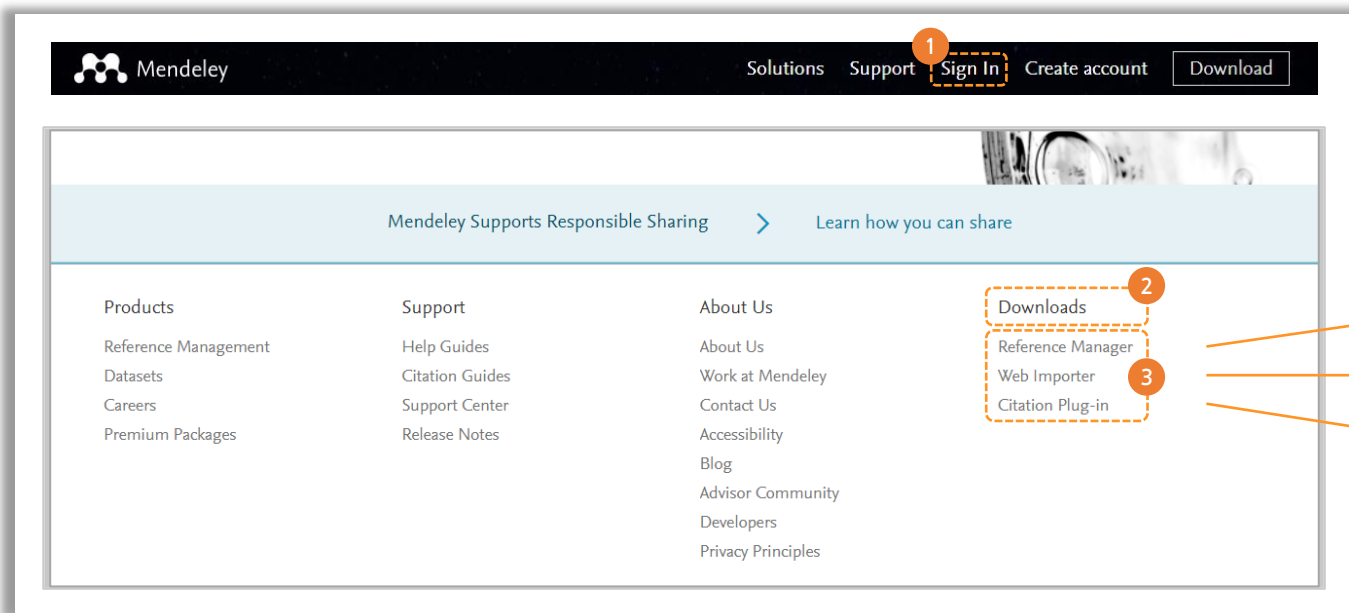 Mendeley
Solutions Support Sign In Create account Download
1
Mendeley Supports Responsible Sharing > Learn how you can share
Products
Reference Management
Datasets
Careers
Premium Packages
Support
Help Guides
Citation Guides
Support Center
Release Notes
About Us
About Us
Work at Mendeley
Contact Us
Accessibility
Blog
Advisor Community
Developers
Privacy Principles
2
Downloads
Reference Manager
Web Importer
Citation Plug-in
3